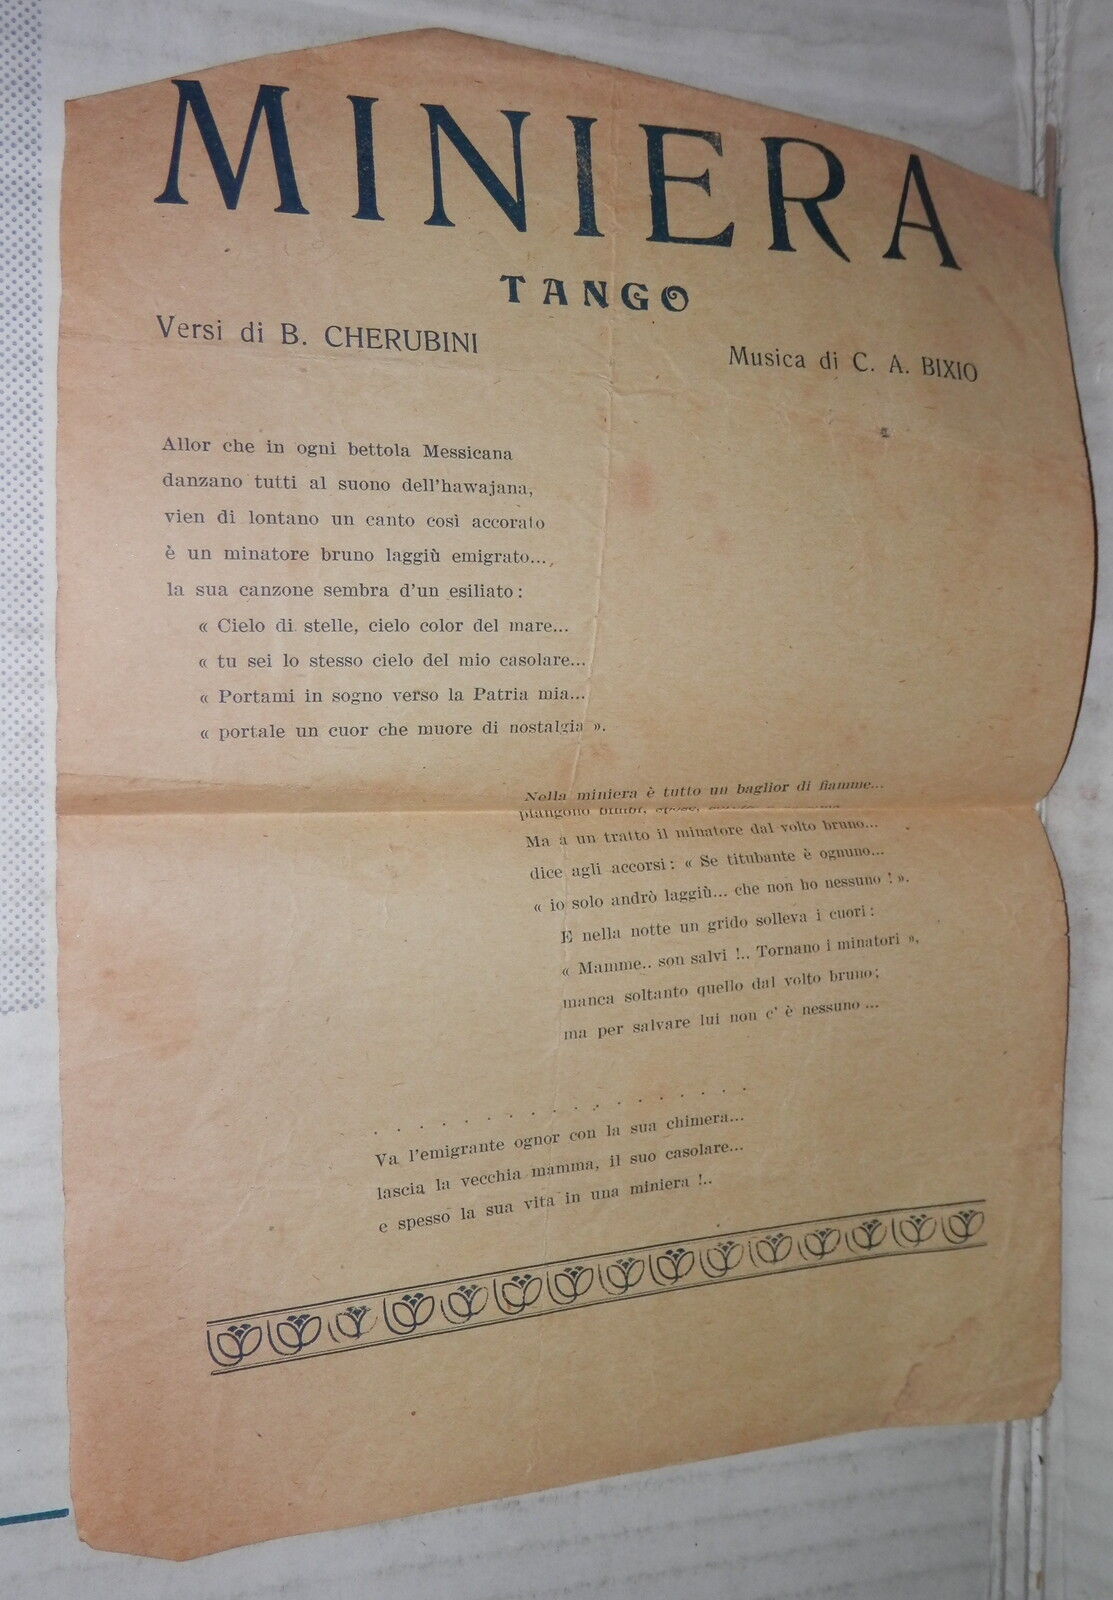 MINIERA
TANGO
Versi di B. CHERUBINI
Musica di C. A. BIXIO
Allor che in ogni bettola Messicana
danzano tutti al suono dell'hawajana,
vien di lontano un canto così accorato
è un minatore bruno laggiù emigrato...,
la sua canzone sembra d'un esiliato:
« Cielo di stelle, cielo color del mare...
« tu sei lo stesso cielo del mio casolare...
« Portami in sogno verso la Patria mia...
« portale un cuor che muore di nostalgia ».
Nella miniera è tutto un baglior di fiamme...
piangono bimbi, spose,
Ma a un tratto il minatore dal volto bruno...
dice agli accorsi: « Se titubante è ognuno...
« io solo andrò laggiù... che non ho nessuno ! ».
E nella notte un grido solleva i cuori:
« Mamme.. son salvi !.. Tornano i minatori »,
manca soltanto quello dal volto bruno;
ma per salvare lui non c' è nessuno ...
. . . . . . . . . . . . . . . . .
Va l'emigrante ognor con la sua chimera...
lascia la vecchia mamma, il suo casolare...
e spesso la sua vita in una miniera !..